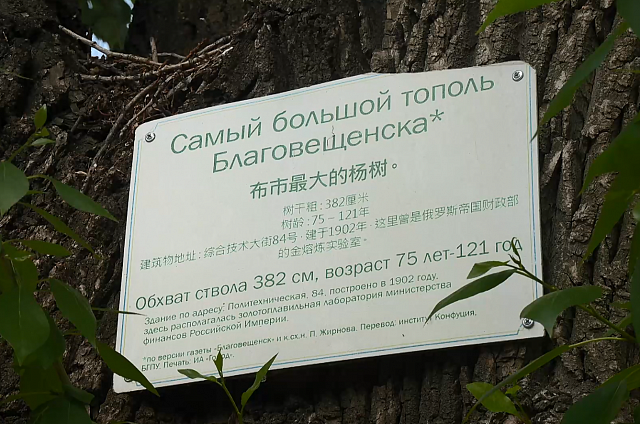 Самый большой тополь
Благовещенска*
布市最大的杨树。
树干粗：382厘米
树龄：75 – 121年
建筑物地址：综合技术大街84号，建于1902年，这里曾是俄罗斯帝国财政部
的金熔炼实验室。
Обхват ствола 382 см, возраст 75 лет-121 год
Здание по адресу: Политехническая, 84, построено в 1902 году,
здесь располагалась золотоплавильная лаборатория министерства
финансов Российской Империи.
*по версии газеты «Благовещенск» и к.с.х.н. П. Жирнова. Перевод: институт Конфуция.
БГПУ. Печать: ИА